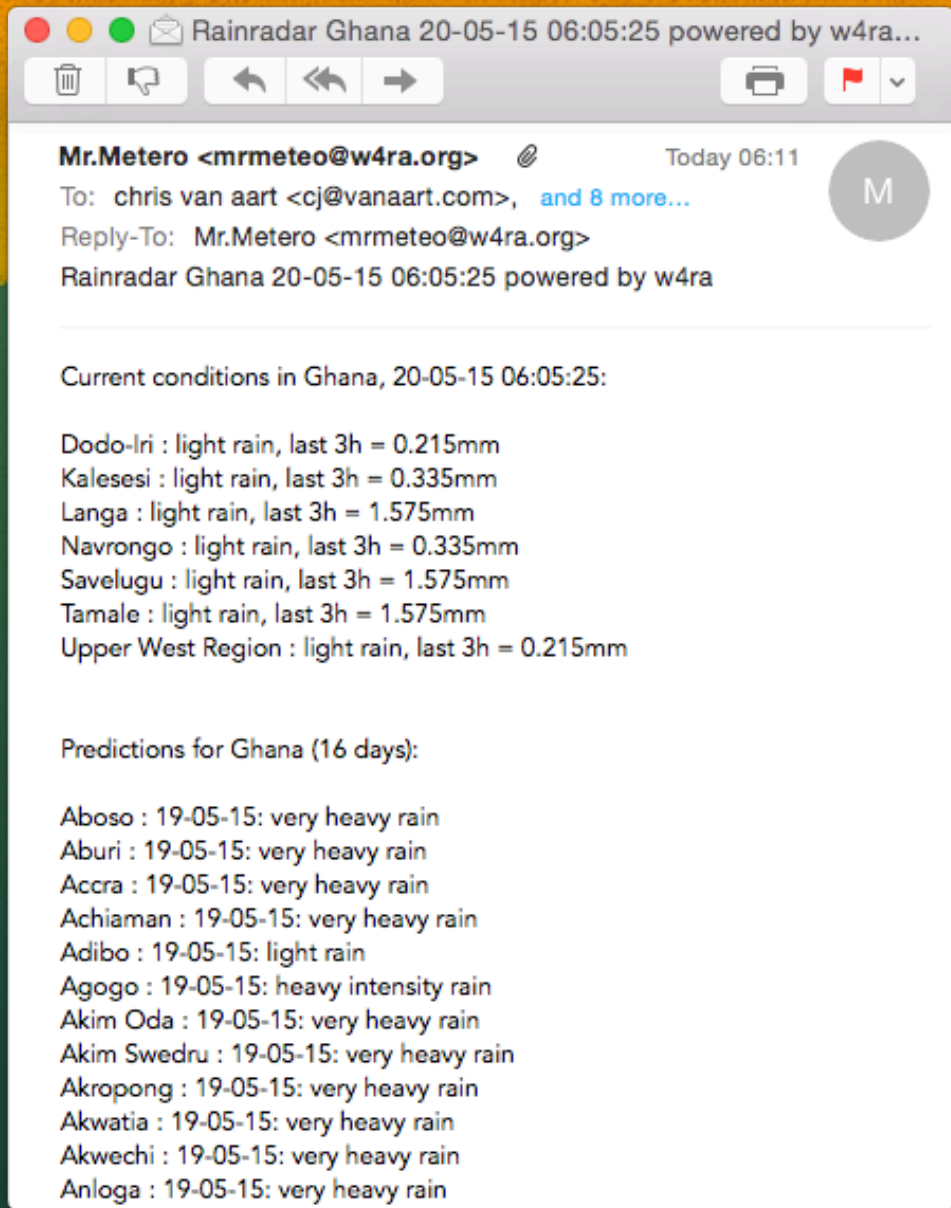 Rainradar Ghana 20-05-15 06:05:25 powered by w4ra...
Mr.Metero <mrmeteo@w4ra.org> Today 06:11
M
To: chris van aart <cj@vanaart.com>, and 8 more...
Reply-To: Mr.Metero <mrmeteo@w4ra.org>
Rainradar Ghana 20-05-15 06:05:25 powered by w4ra
Current conditions in Ghana, 20-05-15 06:05:25:
Dodo-Iri : light rain, last 3h = 0.215mm
Kalesesi : light rain, last 3h = 0.335mm
Langa : light rain, last 3h = 1.575mm
Navrongo : light rain, last 3h = 0.335mm
Savelugu : light rain, last 3h = 1.575mm
Tamale : light rain, last 3h = 1.575mm
Upper West Region : light rain, last 3h = 0.215mm
Predictions for Ghana (16 days):
Aboso : 19-05-15: very heavy rain
Aburi : 19-05-15: very heavy rain
Accra : 19-05-15: very heavy rain
Achiaman : 19-05-15: very heavy rain
Adibo : 19-05-15: light rain
Agogo : 19-05-15: heavy intensity rain
Akim Oda : 19-05-15: very heavy rain
Akim Swedru : 19-05-15: very heavy rain
Akropong : 19-05-15: very heavy rain
Akwatia : 19-05-15: very heavy rain
Akwechi : 19-05-15: very heavy rain
Anloga : 19-05-15: very heavy rain